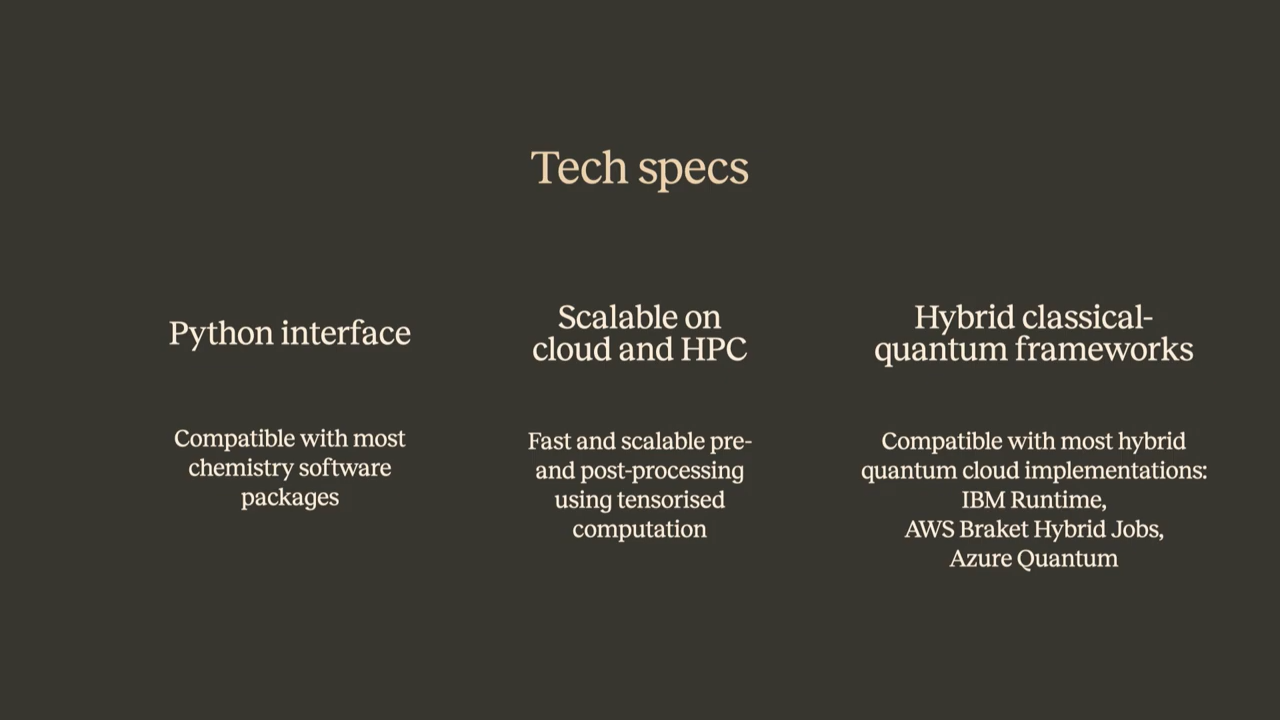 Tech specs
Python interface
Compatible with most
chemistry software
packages
Scalable on
cloud and HPC
Fast and scalable pre-
and post-processing
using tensorised
computation
Hybrid classical-
quantum frameworks
Compatible with most hybrid
quantum cloud implementations:
IBM Runtime,
AWS Braket Hybrid Jobs,
Azure Quantum